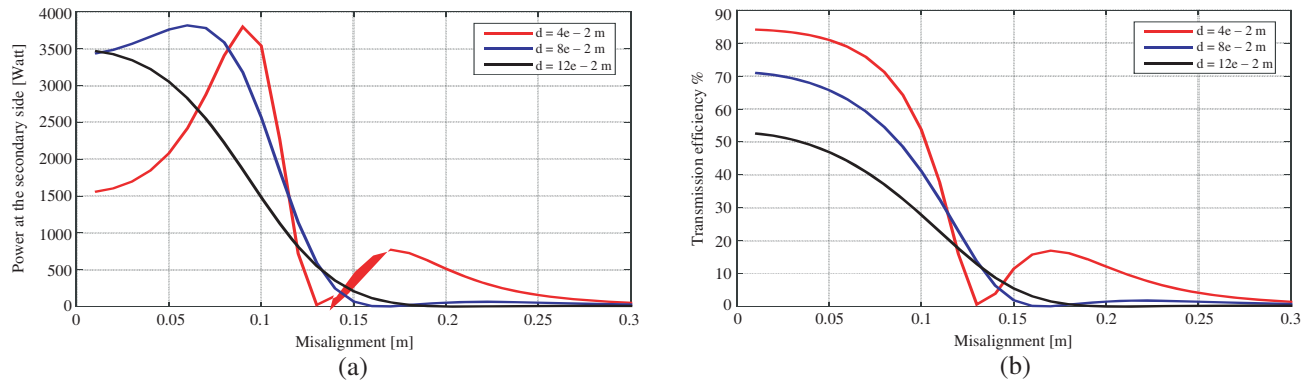 4000
3500
3000
2500
2000
1500
1000
500
0
Power at the secondary side [Watt]
d = 4e − 2 m
d = 8e − 2 m
d = 12e − 2 m
0 0.05 0.1 0.15 0.2 0.25 0.3
Misalignment [m]
(a)
90
80
70
60
50
40
30
20
10
0
Transmission efficiency %
d = 4e − 2 m
d = 8e − 2 m
d = 12e − 2 m
0 0.05 0.1 0.15 0.2 0.25 0.3
Misalignment [m]
(b)